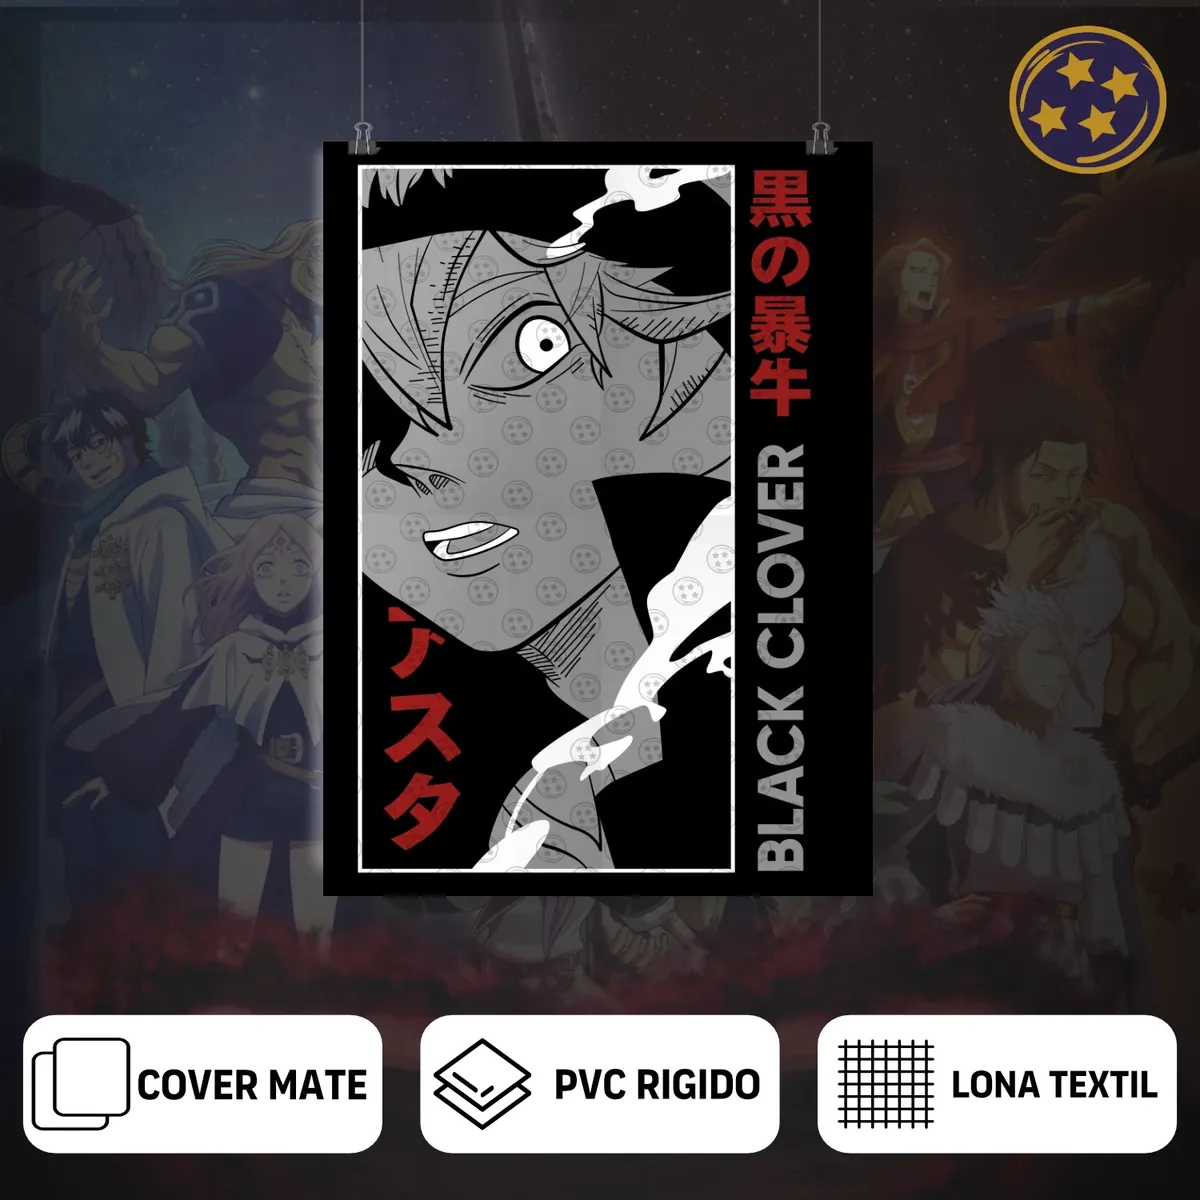 黒の暴牛
BLACK CLOVER
アスタ
COVER MATE
PVC RIGIDO
LONA TEXTIL